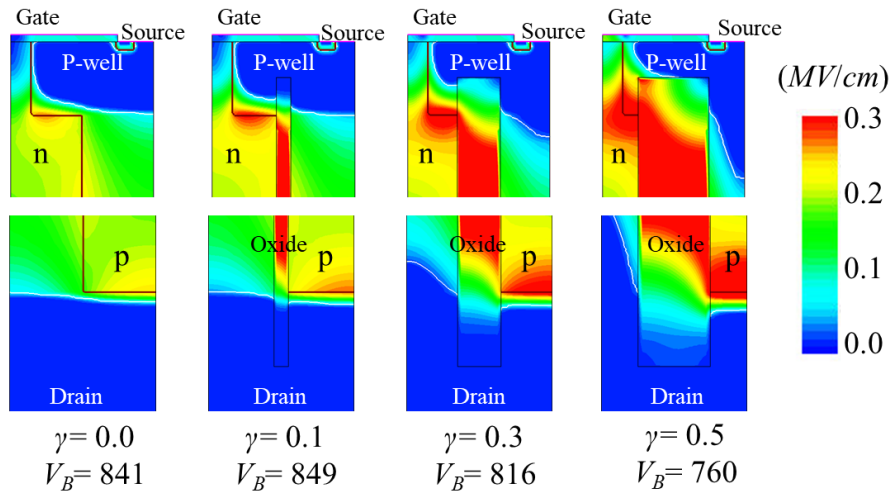 Gate Source Gate Source Gate Source Gate Source
P-well P-well P-well P-well
(MV/cm)
n n n n
0.3
0.2
0.1
0.0
p Oxide p Oxide p Oxide p
Drain Drain Drain Drain
γ= 0.0 γ= 0.1 γ= 0.3 γ= 0.5
V_B= 841 V_B= 849 V_B= 816 V_B= 760